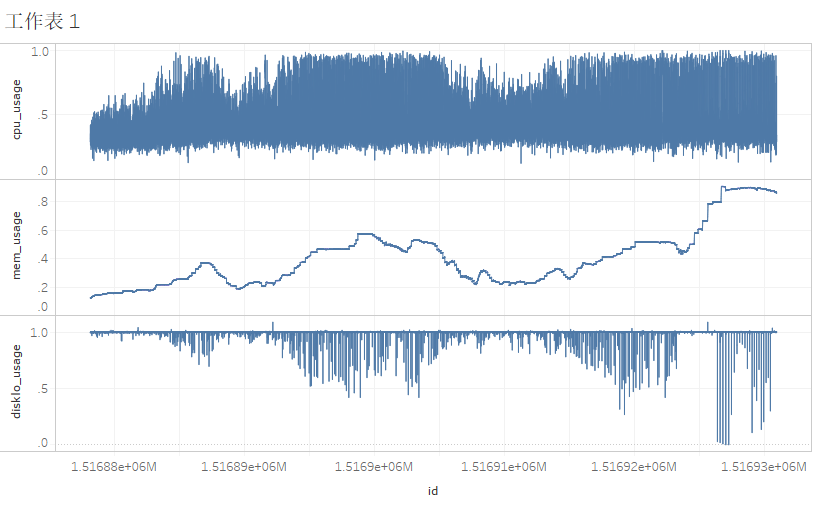 工作表 1
1.0
.5
.0
cpu_usage
.8
.6
.4
.2
.0
mem_usage
1.0
.5
.0
diskIo_usage
1.51688e+06M 1.51689e+06M 1.5169e+06M 1.51691e+06M 1.51692e+06M 1.51693e+06M
id